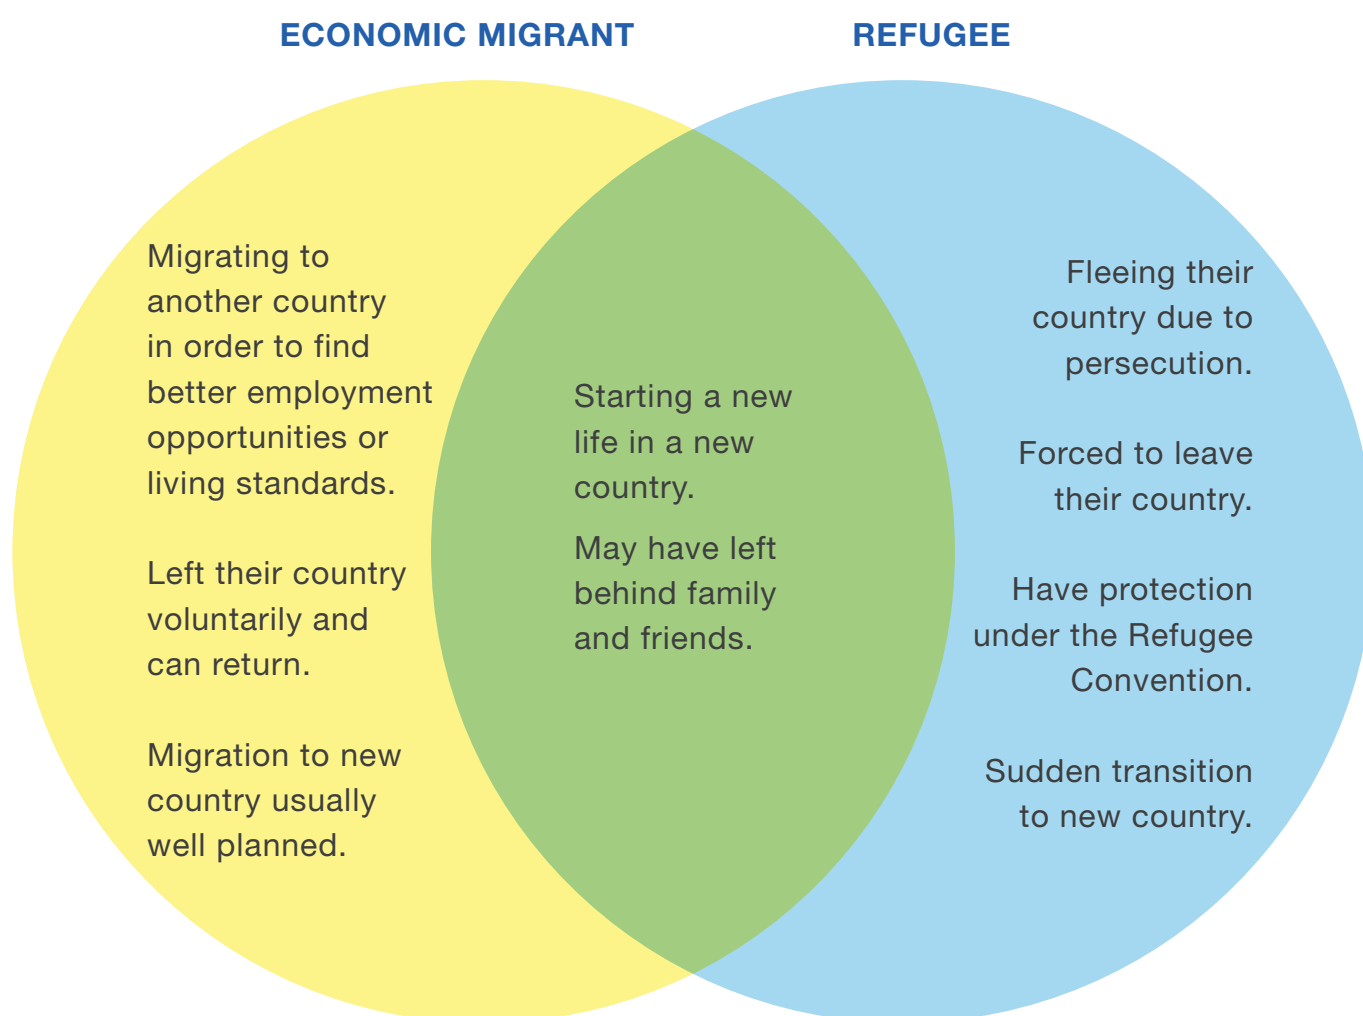 ECONOMIC MIGRANT
REFUGEE
Migrating to
another country
in order to find
better employment
opportunities or
living standards.
Left their country
voluntarily and
can return.
Migration to new
country usually
well planned.
Starting a new
life in a new
country.
May have left
behind family
and friends.
Fleeing their
country due to
persecution.
Forced to leave
their country.
Have protection
under the Refugee
Convention.
Sudden transition
to new country.